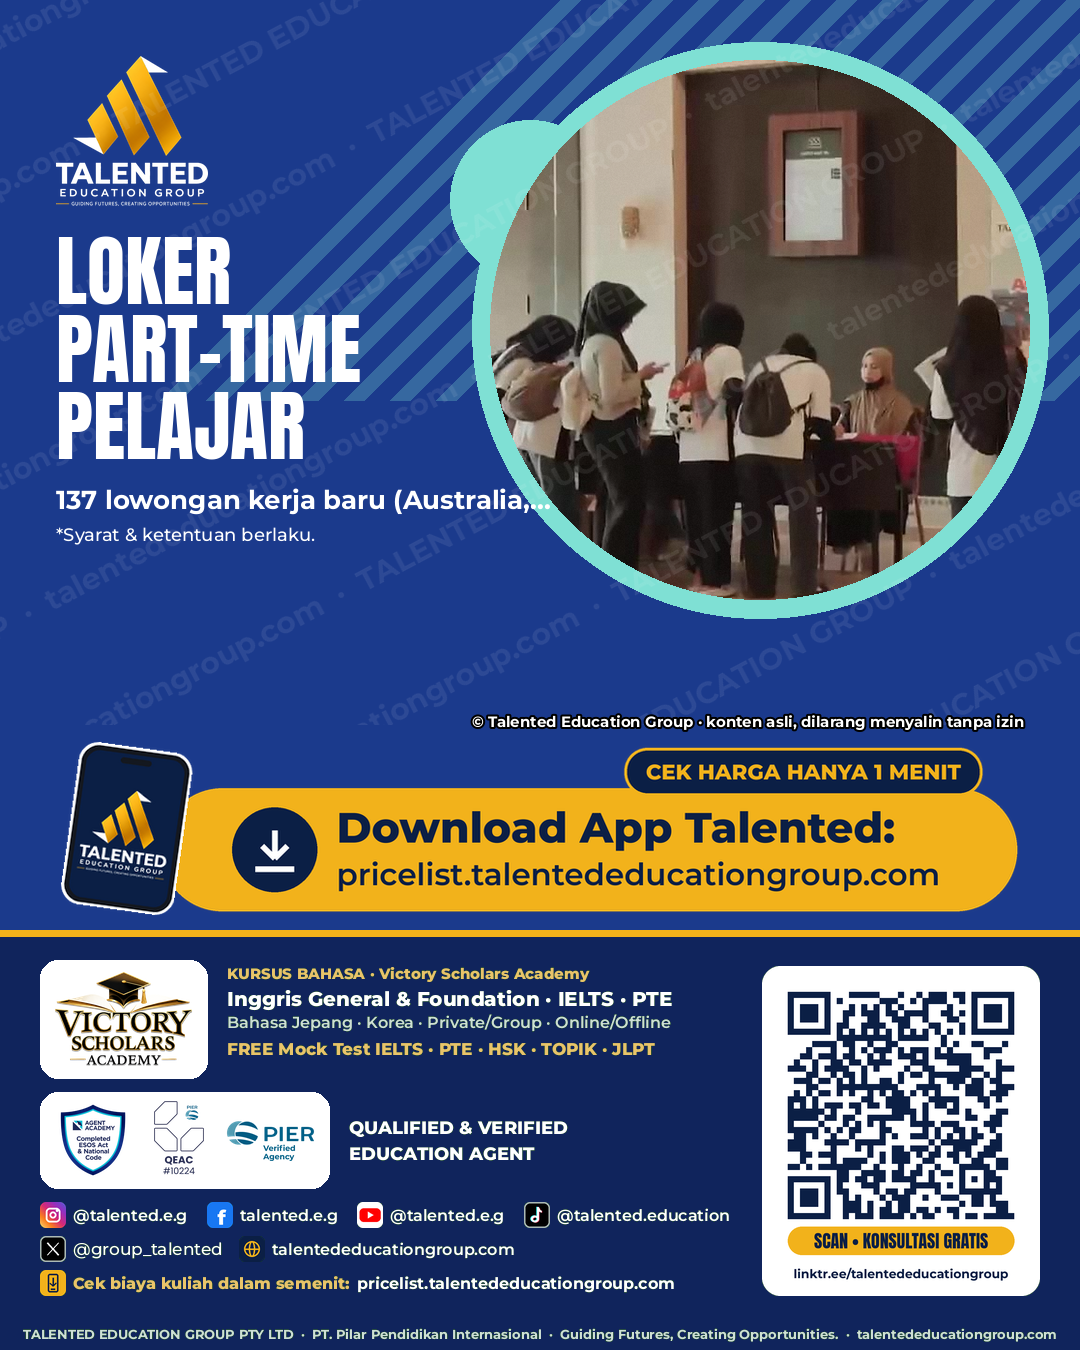 TALENTED
EDUCATION GROUP
GUIDING FUTURES, CREATING OPPORTUNITIES
LOKER
PART-TIME
PELAJAR
137 lowongan kerja baru (Australia,...
*Syarat & ketentuan berlaku.
© Talented Education Group · konten asli, dilarang menyalin tanpa izin
CEK HARGA HANYA 1 MENIT
Download App Talented:
pricelist.talentededucationgroup.com
TALENTED
EDUCATION GROUP
GUIDING FUTURES, CREATING OPPORTUNITIES
VICTORY
SCHOLARS
ACADEMY
KURSUS BAHASA · Victory Scholars Academy
Inggris General & Foundation · IELTS · PTE
Bahasa Jepang · Korea · Private/Group · Online/Offline
FREE Mock Test IELTS · PTE · HSK · TOPIK · JLPT
AGENT
ACADEMY
Completed
ESOS Act
& National
Code
PIER
QEAC
#10224
PIER
Verified
Agency
QUALIFIED & VERIFIED
EDUCATION AGENT
@talented.e.g talented.e.g @talented.e.g @talented.education
@group_talented talentededucationgroup.com
Cek biaya kuliah dalam semenit: pricelist.talentededucationgroup.com
SCAN • KONSULTASI GRATIS
linktr.ee/talentededucationgroup
TALENTED EDUCATION GROUP PTY LTD · PT. Pilar Pendidikan Internasional · Guiding Futures, Creating Opportunities. · talentededucationgroup.com